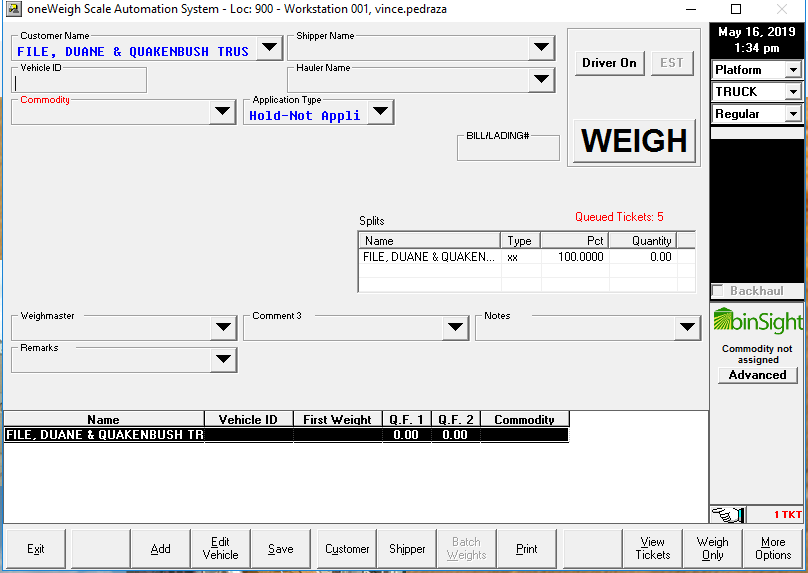 oneWeigh Scale Automation System - Loc: 900 - Workstation 001, vince.pedraza
Customer Name
FILE, DUANE & QUAKENBUSH TRUS
Shipper Name
Vehicle ID
Hauler Name
Commodity
Application Type
Hold-Not Appli
BILL/LADING#
Driver On
EST
WEIGH
May 16, 2019
1:34 pm
Platform
TRUCK
Regular
Splits
Queued Tickets: 5
Name Type Pct Quantity
FILE, DUANE & QUAKEN... xx 100.0000 0.00
Backhaul
Weighmaster
Comment 3
Notes
Remarks
binSight
Commodity not
assigned
Advanced
Name Vehicle ID First Weight Q.F. 1 Q.F. 2 Commodity
FILE, DUANE & QUAKENBUSH TR 0.00 0.00
1 TKT
Exit
Add
Edit
Vehicle
Save
Customer
Shipper
Batch
Weights
Print
View
Tickets
Weigh
Only
More
Options